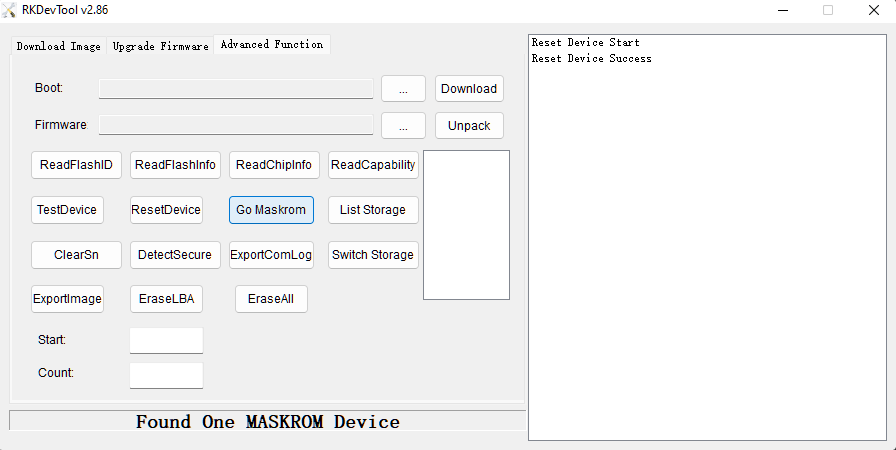 RKDevTool v2.86
Download Image Upgrade Firmware Advanced Function
Boot: ... Download
Firmware ... Unpack
ReadFlashID ReadFlashInfo ReadChipInfo ReadCapability
TestDevice ResetDevice Go Maskrom List Storage
ClearSn DetectSecure ExportComLog Switch Storage
ExportImage EraseLBA EraseAll
Start:
Count:
Found One MASKROM Device
Reset Device Start
Reset Device Success